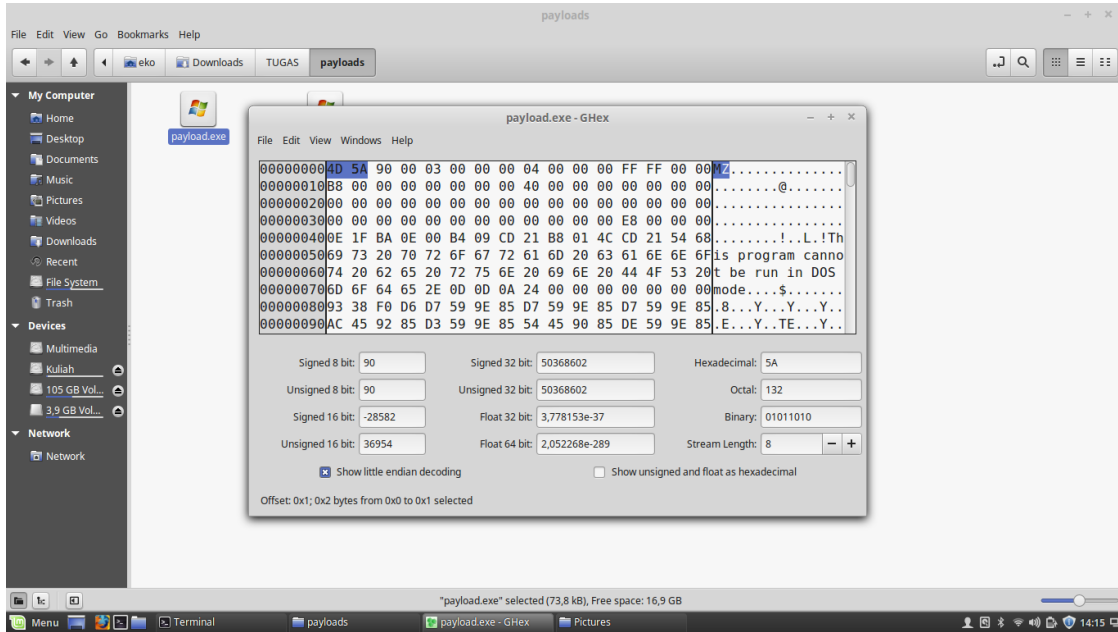 payloads
File Edit View Go Bookmarks Help
eko Downloads TUGAS payloads
My Computer
Home
Desktop
Documents
Music
Pictures
Videos
Downloads
Recent
File System
Trash
Devices
Multimedia
Kuliah
105 GB Vol...
3,9 GB Vol...
Network
Network
payload.exe
payload.exe - GHex
File Edit View Windows Help
00000000 4D 5A 90 00 03 00 00 00 04 00 00 00 FF FF 00 00 MZ..............
00000010 B8 00 00 00 00 00 00 00 40 00 00 00 00 00 00 00 ........@.......
00000020 00 00 00 00 00 00 00 00 00 00 00 00 00 00 00 00 ................
00000030 00 00 00 00 00 00 00 00 00 00 00 00 E8 00 00 00 ................
00000040 0E 1F BA 0E 00 B4 09 CD 21 B8 01 4C CD 21 54 68 ........!..L.!Th
00000050 69 73 20 70 72 6F 67 72 61 6D 20 63 61 6E 6E 6F is program canno
00000060 74 20 62 65 20 72 75 6E 20 69 6E 20 44 4F 53 20 t be run in DOS
00000070 6D 6F 64 65 2E 0D 0D 0A 24 00 00 00 00 00 00 00 mode....$.......
00000080 93 38 F0 D6 D7 59 9E 85 D7 59 9E 85 D7 59 9E 85 .8...Y...Y...Y..
00000090 AC 45 92 85 D3 59 9E 85 54 45 90 85 DE 59 9E 85 .E...Y..TE...Y..
Signed 8 bit: 90 Signed 32 bit: 50368602 Hexadecimal: 5A
Unsigned 8 bit: 90 Unsigned 32 bit: 50368602 Octal: 132
Signed 16 bit: -28582 Float 32 bit: 3,778153e-37 Binary: 01011010
Unsigned 16 bit: 36954 Float 64 bit: 2,052268e-289 Stream Length: 8
Show little endian decoding Show unsigned and float as hexadecimal
Offset: 0x1; 0x2 bytes from 0x0 to 0x1 selected
"payload.exe" selected (73,8 kB), Free space: 16,9 GB
Menu Terminal payloads payload.exe - GHex Pictures 14:15